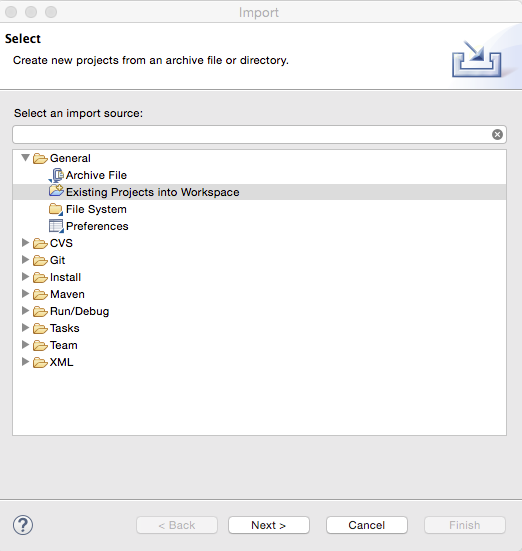 Import
Select
Create new projects from an archive file or directory.
Select an import source:
General
Archive File
Existing Projects into Workspace
File System
Preferences
CVS
Git
Install
Maven
Run/Debug
Tasks
Team
XML
? < Back Next > Cancel Finish